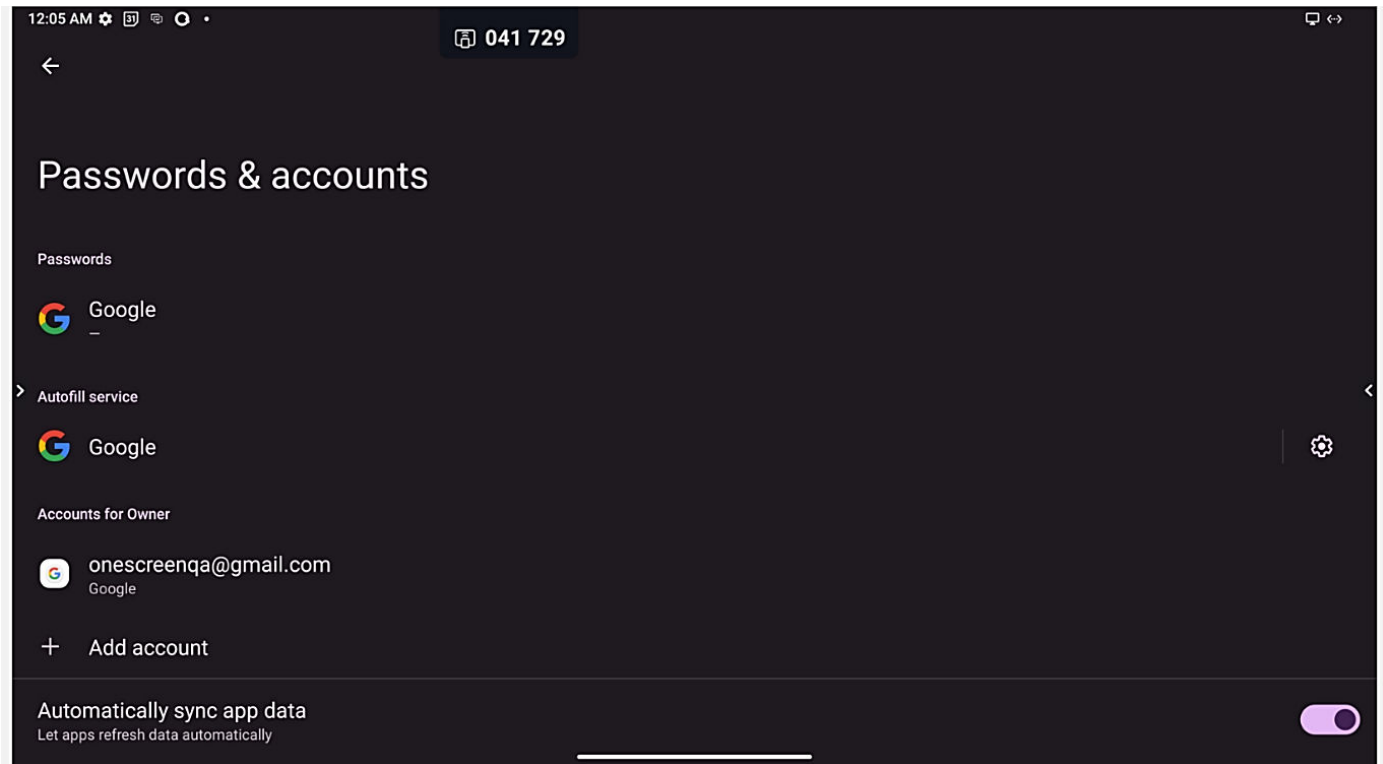 12:05 AM
31
041 729
Passwords & accounts
Passwords
Google
–
Autofill service
Google
Accounts for Owner
onescreenqa@gmail.com
Google
Add account
Automatically sync app data
Let apps refresh data automatically